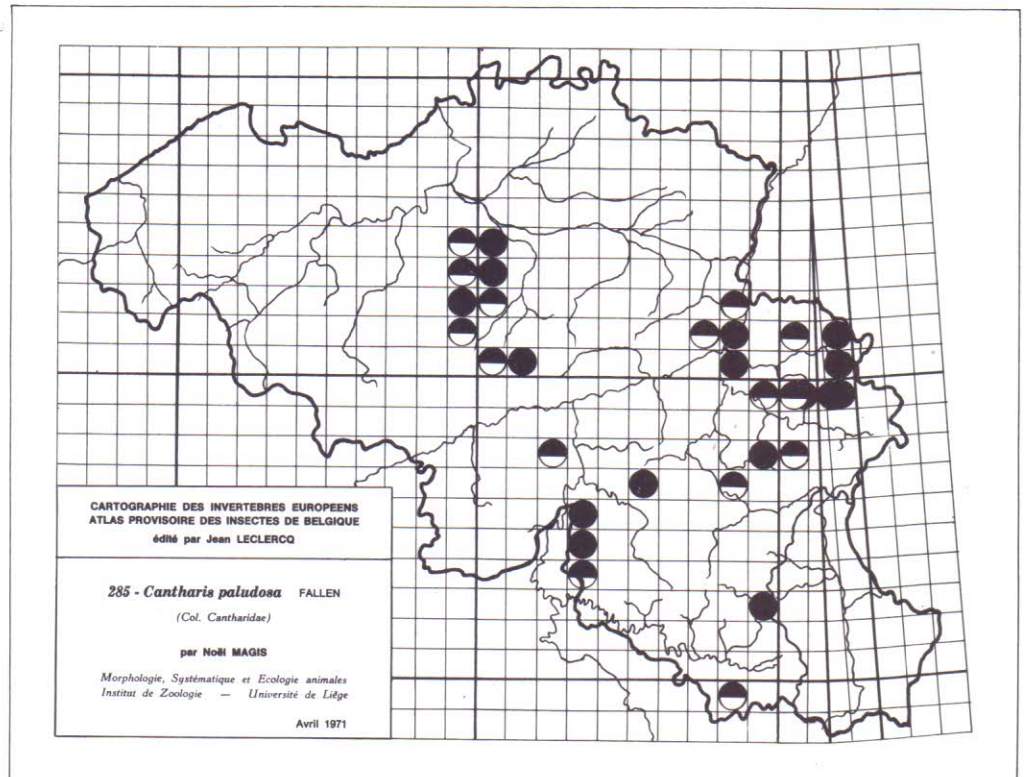 CARTOGRAPHIE DES INVERTEBRES EUROPEENS
ATLAS PROVISOIRE DES INSECTES DE BELGIQUE
édité par Jean LECLERCQ
285 - Cantharis paludosa FALLEN
(Col. Cantharidae)
par Noël MAGIS
Morphologie, Systématique et Ecologie animales
Institut de Zoologie — Université de Liége
Avril 1971